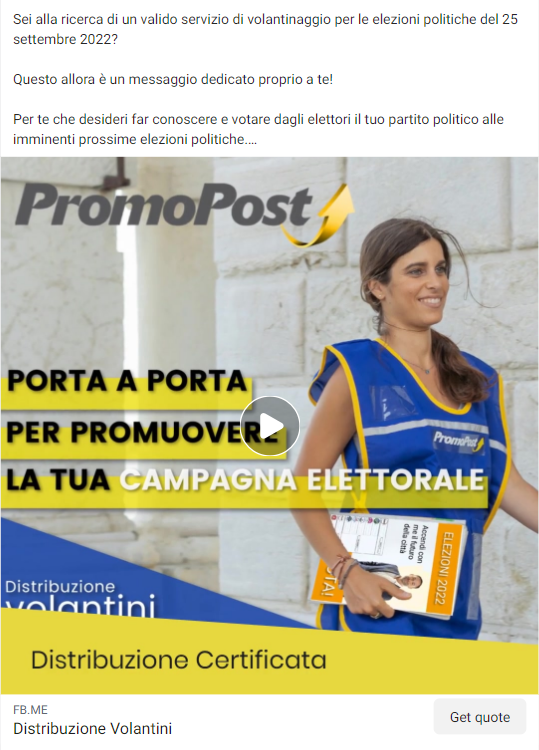 Sei alla ricerca di un valido servizio di volantinaggio per le elezioni politiche del 25
settembre 2022?
Questo allora è un messaggio dedicato proprio a te!
Per te che desideri far conoscere e votare dagli elettori il tuo partito politico alle
imminenti prossime elezioni politiche....
PromoPost
PORTA A PORTA
PER PROMUOVERE
LA TUA CAMPAGNA ELETTORALE
PromoPost
ELEZIONI 2022
Accendi con
me il futuro
della città
Distribuzione
volantini
Distribuzione Certificata
FB.ME
Distribuzione Volantini
Get quote